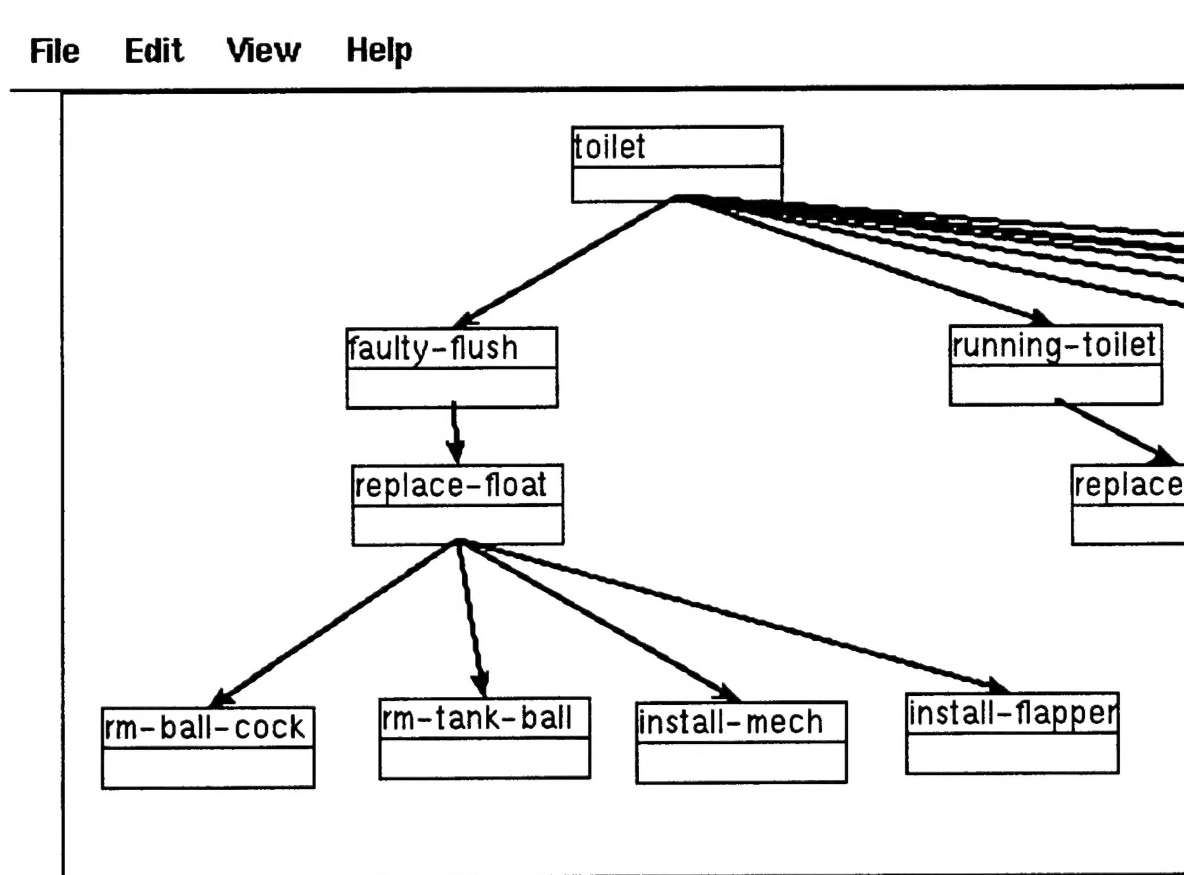 File Edit View Help
toilet
faulty-flush
running-toilet
replace-float
replace
rm-ball-cock
rm-tank-ball
install-mech
install-flapper